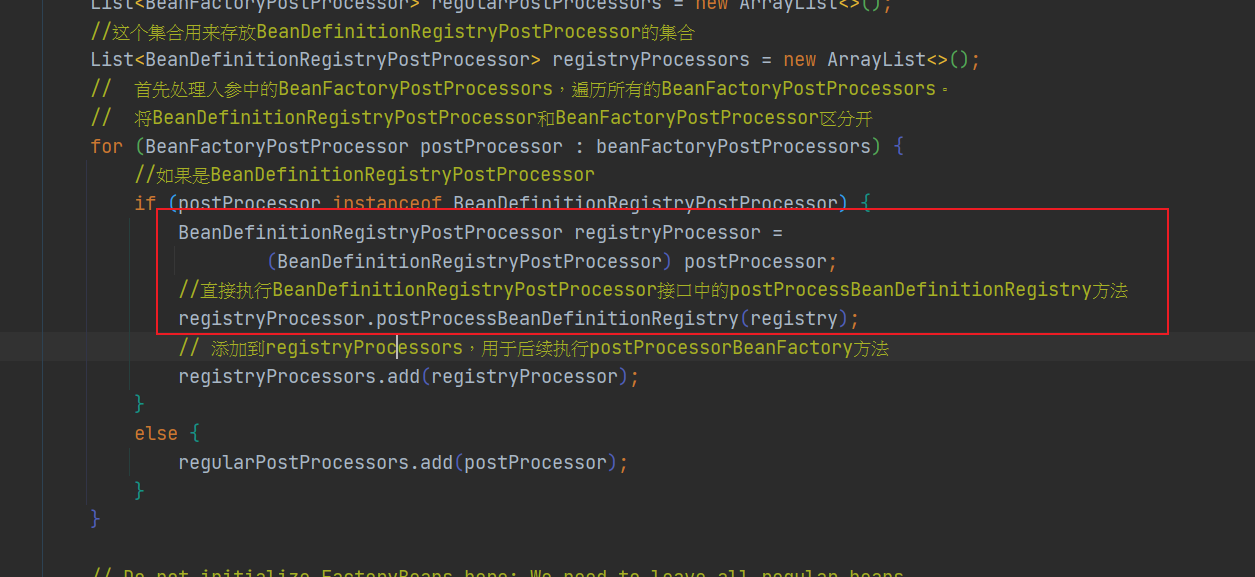 List<BeanFactoryPostProcessor> regularPostProcessors = new ArrayList<>();
//这个集合用来存放BeanDefinitionRegistryPostProcessor的集合
List<BeanDefinitionRegistryPostProcessor> registryProcessors = new ArrayList<>();
//  首先处理入参中的BeanFactoryPostProcessors，遍历所有的BeanFactoryPostProcessors。
//  将BeanDefinitionRegistryPostProcessor和BeanFactoryPostProcessor区分开
for (BeanFactoryPostProcessor postProcessor : beanFactoryPostProcessors) {
//如果是BeanDefinitionRegistryPostProcessor
if (postProcessor instanceof BeanDefinitionRegistryPostProcessor) {
BeanDefinitionRegistryPostProcessor registryProcessor =
(BeanDefinitionRegistryPostProcessor) postProcessor;
//直接执行BeanDefinitionRegistryPostProcessor接口中的postProcessBeanDefinitionRegistry方法
registryProcessor.postProcessBeanDefinitionRegistry(registry);
// 添加到registryProcessors，用于后续执行postProcessorBeanFactory方法
registryProcessors.add(registryProcessor);
}
else {
regularPostProcessors.add(postProcessor);
}
}
// Do not initialize FactoryBeans here: We need to leave all regular beans